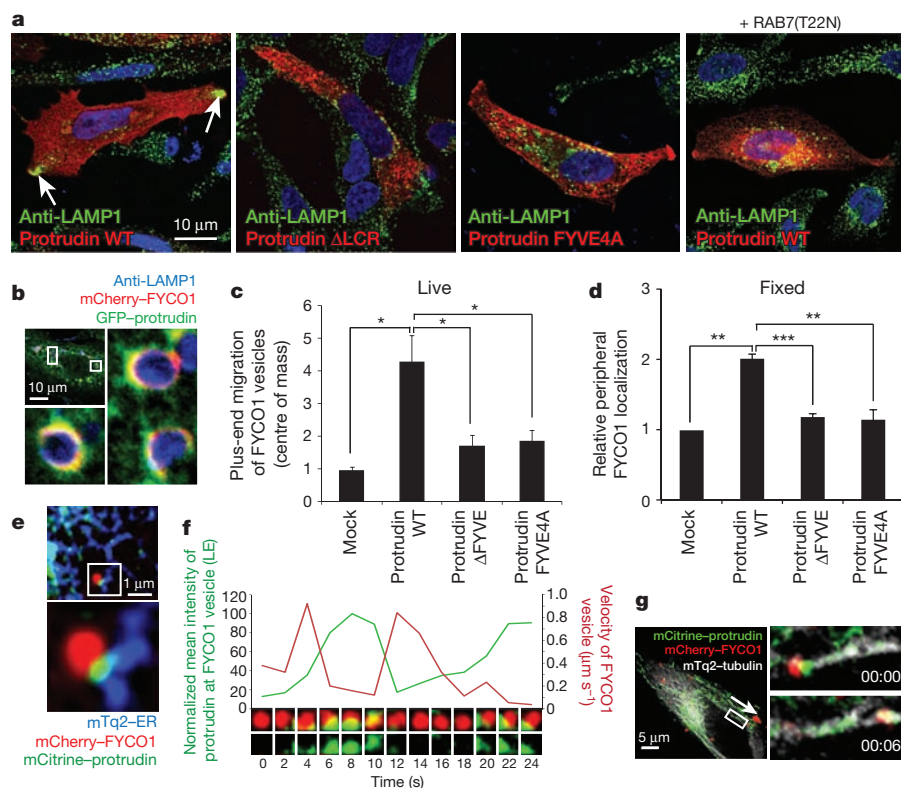 a
+ RAB7(T22N)
Anti-LAMP1
Protrudin WT
10 μm
Anti-LAMP1
Protrudin ΔLCR
Anti-LAMP1
Protrudin FYVE4A
Anti-LAMP1
Protrudin WT
b
Anti-LAMP1
mCherry–FYCO1
GFP–protrudin
10 μm
c
Live
Plus-end migration
of FYCO1 vesicles
(centre of mass)
6
5
4
3
2
1
0
*
*
*
Mock
Protrudin
WT
Protrudin
ΔFYVE
Protrudin
FYVE4A
d
Fixed
Relative peripheral
FYCO1 localization
3
2
1
0
**
***
**
Mock
Protrudin
WT
Protrudin
ΔFYVE
Protrudin
FYVE4A
e
1 μm
mTq2–ER
mCherry–FYCO1
mCitrine–protrudin
f
Normalized mean intensity of
protrudin at FYCO1 vesicle (LE)
120
100
80
60
40
20
0
1.0
0.8
0.6
0.4
0.2
0
Velocity of FYCO1
vesicle (μm s⁻¹)
0 2 4 6 8 10 12 14 16 18 20 22 24
Time (s)
g
mCitrine–protrudin
mCherry–FYCO1
mTq2–tubulin
5 μm
00:00
00:06